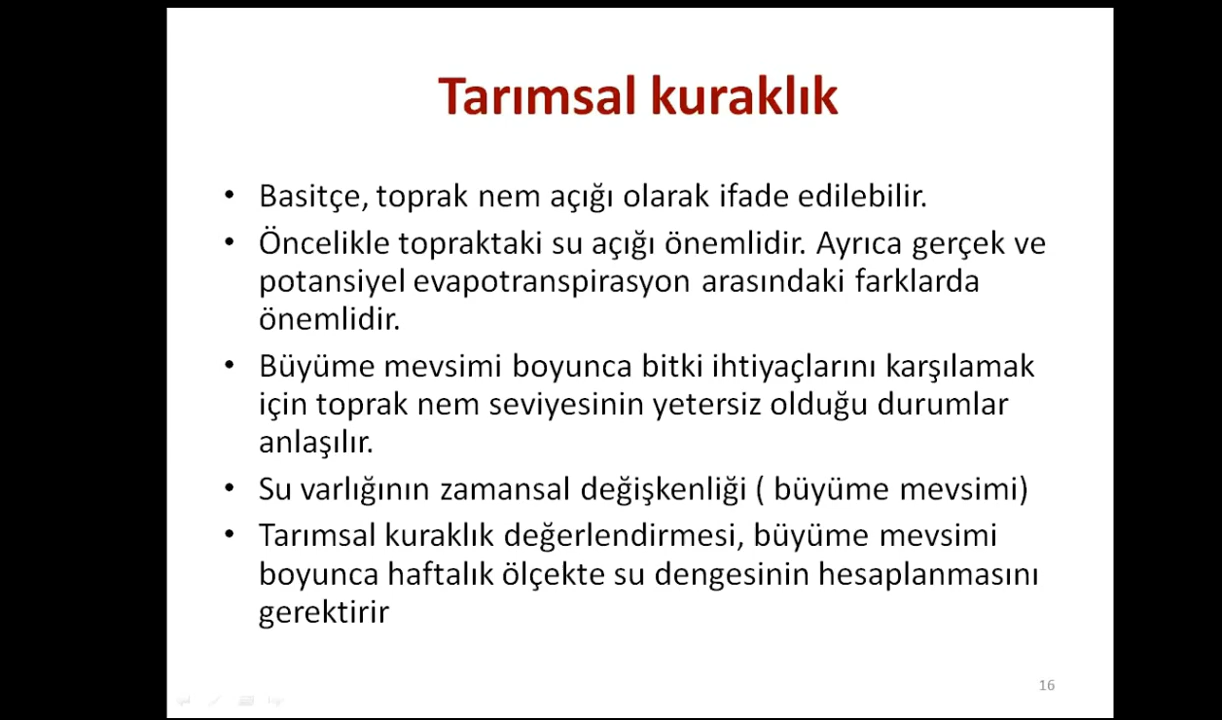 Tarımsal kuraklık
• Basitçe, toprak nem açığı olarak ifade edilebilir.
• Öncelikle topraktaki su açığı önemlidir. Ayrıca gerçek ve
potansiyel evapotranspirasyon arasındaki farklarda
önemlidir.
• Büyüme mevsimi boyunca bitki ihtiyaçlarını karşılamak
için toprak nem seviyesinin yetersiz olduğu durumlar
anlaşılır.
• Su varlığının zamansal değişkenliği ( büyüme mevsimi)
• Tarımsal kuraklık değerlendirmesi, büyüme mevsimi
boyunca haftalık ölçekte su dengesinin hesaplanmasını
gerektirir
16